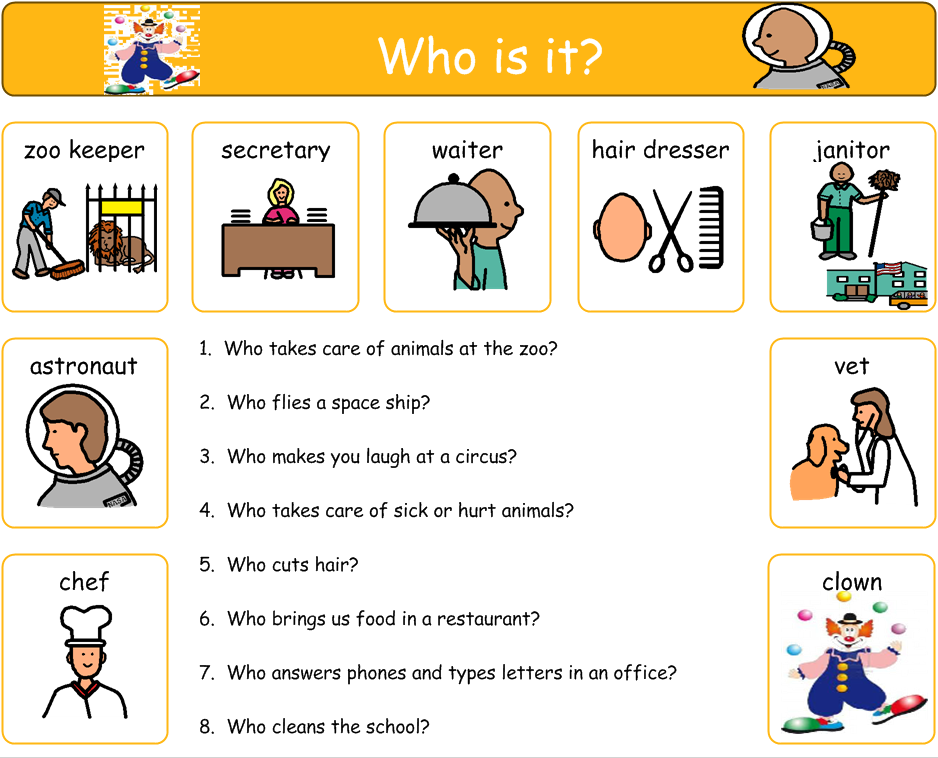 Who is it?
zoo keeper
secretary
waiter
hair dresser
janitor
astronaut
NASA
1. Who takes care of animals at the zoo?
2. Who flies a space ship?
3. Who makes you laugh at a circus?
4. Who takes care of sick or hurt animals?
5. Who cuts hair?
6. Who brings us food in a restaurant?
7. Who answers phones and types letters in an office?
8. Who cleans the school?
vet
chef
clown